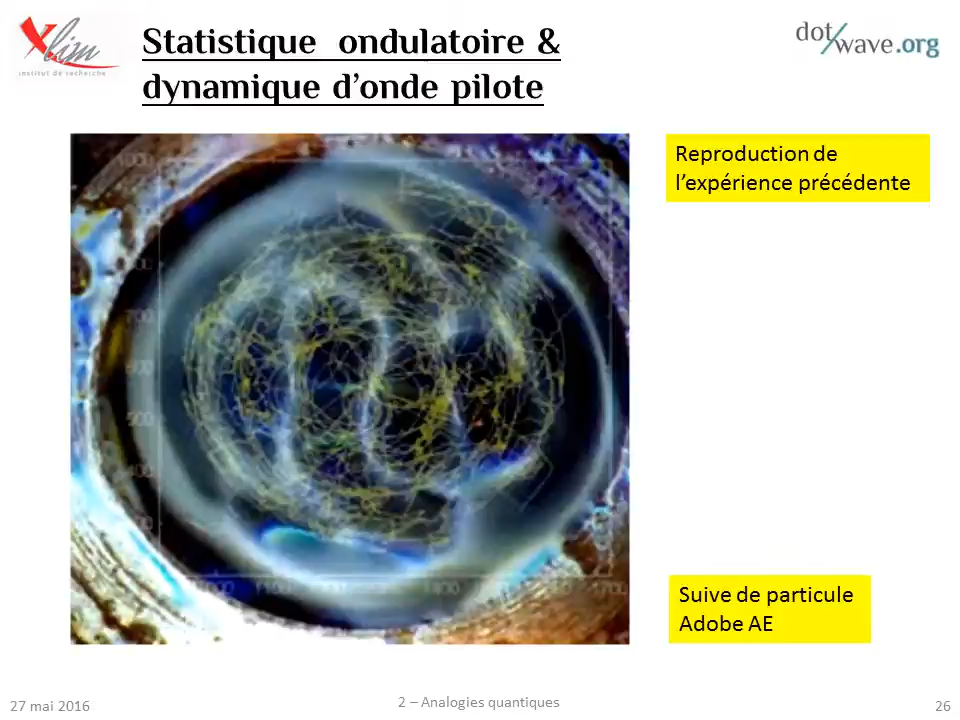 Xlim
institut de recherche
Statistique ondulatoire &
dynamique d'onde pilote
dot/wave.org
Reproduction de
l'expérience précédente
Suive de particule
Adobe AE
27 mai 2016
2 – Analogies quantiques
26